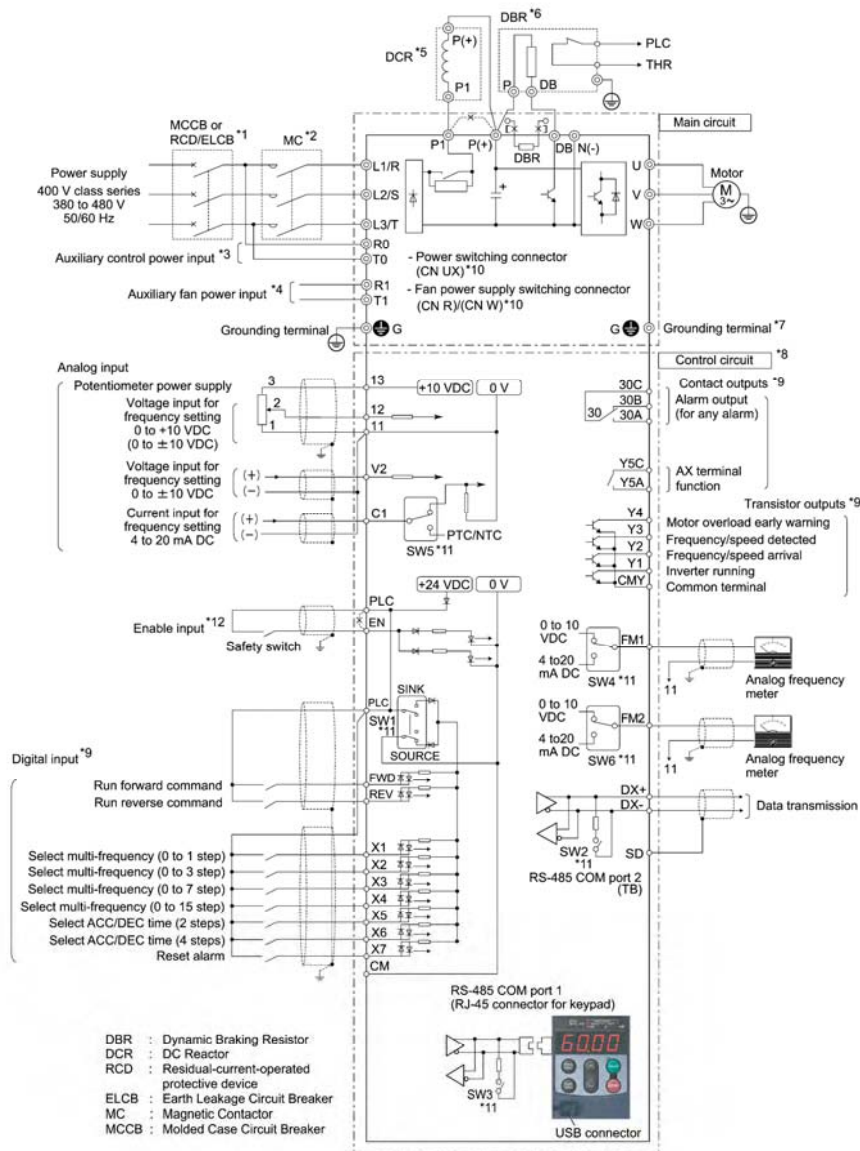 DBR *6
DCR *5
P(+)
P1
P
DB
PLC
THR
MCCB or
RCD/ELCB *1
MC *2
Main circuit
P1
P(+)
DBR
DB
N(-)
Power supply
400 V class series
380 to 480 V
50/60 Hz
L1/R
L2/S
L3/T
U
V
W
Motor
M
3~
Auxiliary control power input *3
R0
T0
- Power switching connector
(CN UX) *10
Auxiliary fan power input *4
R1
T1
- Fan power supply switching connector
(CN R)/(CN W) *10
Grounding terminal
G
G
Grounding terminal *7
Control circuit *8
Analog input
Potentiometer power supply
3
2
1
13
12
11
+10 VDC
0 V
Voltage input for
frequency setting
0 to +10 VDC
(0 to ±10 VDC)
Voltage input for
frequency setting
0 to ±10 VDC
(+)
(-)
V2
Current input for
frequency setting
4 to 20 mA DC
(+)
(-)
C1
PTC/NTC
SW5 *11
30C
30B
30
30A
Contact outputs *9
Alarm output
(for any alarm)
Y5C
Y5A
AX terminal
function
Transistor outputs *9
Y4
Motor overload early warning
Y3
Frequency/speed detected
Y2
Frequency/speed arrival
Y1
Inverter running
CMY
Common terminal
+24 VDC
0 V
PLC
EN
Enable input *12
Safety switch
0 to 10
VDC
4 to20
mA DC
SW4 *11
FM1
11
Analog frequency
meter
PLC
SINK
SW1
*11
SOURCE
0 to 10
VDC
4 to20
mA DC
SW6 *11
FM2
11
Analog frequency
meter
Digital input *9
Run forward command
FWD
Run reverse command
REV
DX+
DX-
Data transmission
SW2
*11
SD
RS-485 COM port 2
(TB)
Select multi-frequency (0 to 1 step)
X1
Select multi-frequency (0 to 3 step)
X2
Select multi-frequency (0 to 7 step)
X3
Select multi-frequency (0 to 15 step)
X4
Select ACC/DEC time (2 steps)
X5
Select ACC/DEC time (4 steps)
X6
Reset alarm
X7
CM
RS-485 COM port 1
(RJ-45 connector for keypad)
SW3
*11
60.00
USB connector
DBR : Dynamic Braking Resistor
DCR : DC Reactor
RCD : Residual-current-operated
protective device
ELCB : Earth Leakage Circuit Breaker
MC : Magnetic Contactor
MCCB : Molded Case Circuit Breaker